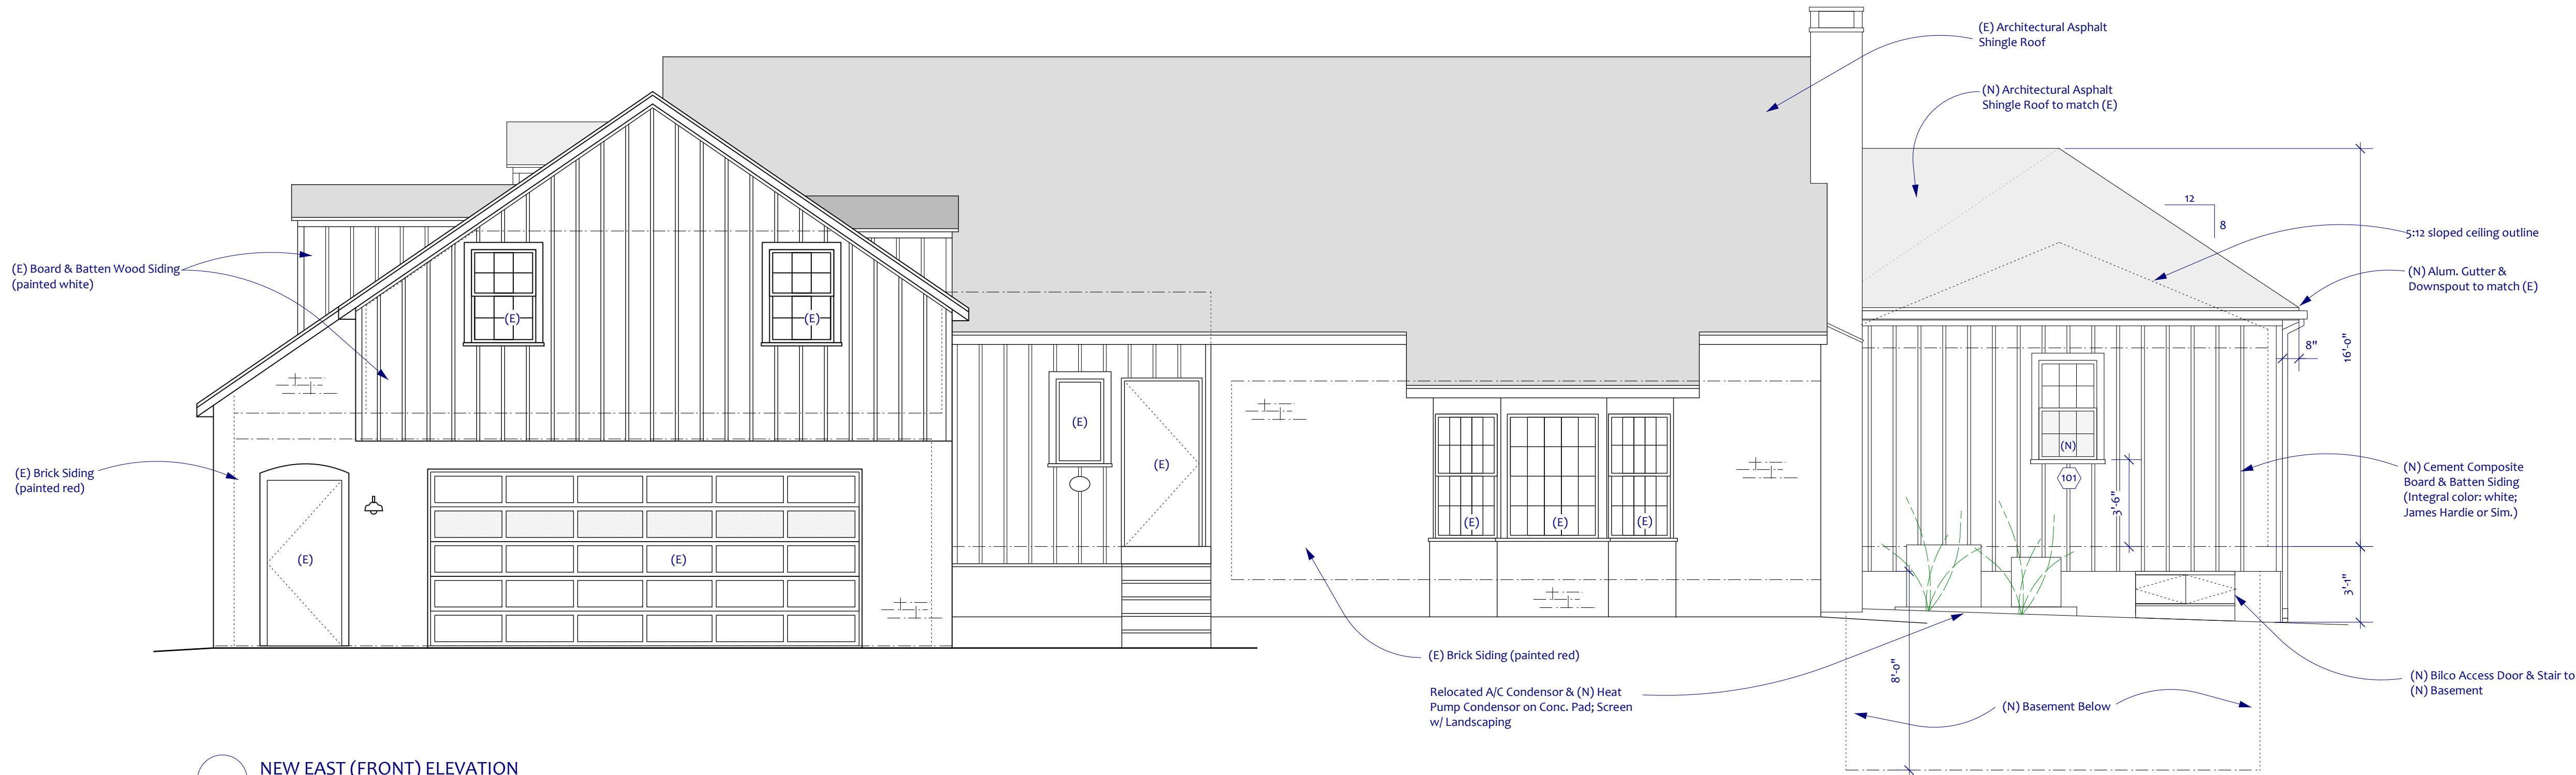 (E) Architectural Asphalt
Shingle Roof
(N) Architectural Asphalt
Shingle Roof to match (E)
12
8
5:12 sloped ceiling outline
(N) Alum. Gutter &
Downspout to match (E)
(E) Board & Batten Wood Siding
(painted white)
(E)
(E)
8"
16'-0"
(E)
(E)
(N)
101
3'-6"
(N) Cement Composite
Board & Batten Siding
(Integral color: white;
James Hardie or Sim.)
(E) Brick Siding
(painted red)
(E)
(E)
(E)
(E)
(E)
3'-1"
(E) Brick Siding (painted red)
8'-0"
Relocated A/C Condensor & (N) Heat
Pump Condensor on Conc. Pad; Screen
w/ Landscaping
(N) Basement Below
(N) Bilco Access Door & Stair to
(N) Basement
NEW EAST (FRONT) ELEVATION